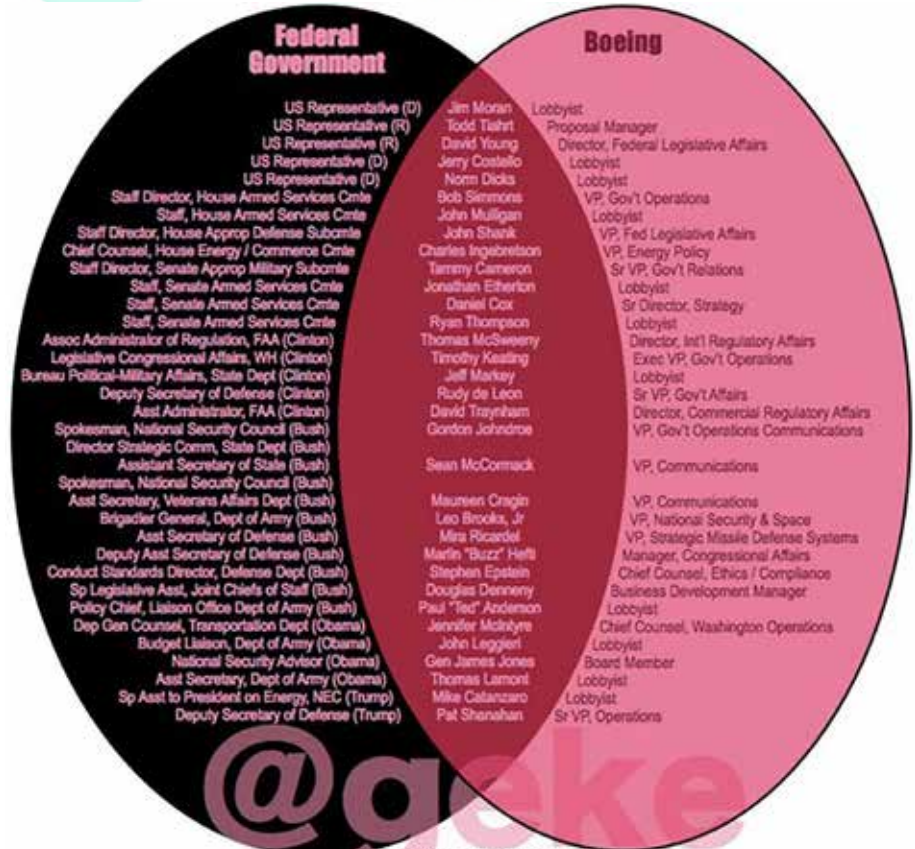 Federal
Government
Boeing
US Representative (D) Jim Moran Lobbyist
US Representative (R) Todd Tiahrt Proposal Manager
US Representative (R) David Young Director, Federal Legislative Affairs
US Representative (D) Jerry Costello Lobbyist
US Representative (D) Norm Dicks Lobbyist
Staff Director, House Armed Services Cmte Bob Simmons VP, Gov't Operations
Staff, House Armed Services Cmte John Mulligan Lobbyist
Staff Director, House Approp Defense Subcmte John Shank VP, Fed Legislative Affairs
Chief Counsel, House Energy / Commerce Cmte Charles Ingebretson VP, Energy Policy
Staff Director, Senate Approp Military Subcmte Tammy Cameron Sr VP, Gov't Relations
Staff, Senate Armed Services Cmte Jonathan Etherton Lobbyist
Staff, Senate Armed Services Cmte Daniel Cox Sr Director, Strategy
Staff, Senate Armed Services Cmte Ryan Thompson Lobbyist
Assoc Administrator of Regulation, FAA (Clinton) Thomas McSweeny Director, Int'l Regulatory Affairs
Legislative Congressional Affairs, WH (Clinton) Timothy Keating Exec VP, Gov't Operations
Bureau Political-Military Affairs, State Dept (Clinton) Jeff Markey Lobbyist
Deputy Secretary of Defense (Clinton) Rudy de Leon Sr VP, Gov't Affairs
Asst Administrator, FAA (Clinton) David Traynham Director, Commercial Regulatory Affairs
Spokesman, National Security Council (Bush) Gordon Johndroe VP, Gov't Operations Communications
Director Strategic Comm, State Dept (Bush)
Assistant Secretary of State (Bush) Sean McCormack VP, Communications
Spokesman, National Security Council (Bush)
Asst Secretary, Veterans Affairs Dept (Bush) Maureen Cragin VP, Communications
Brigadier General, Dept of Army (Bush) Leo Brooks, Jr VP, National Security & Space
Asst Secretary of Defense (Bush) Mira Ricardel VP, Strategic Missile Defense Systems
Deputy Asst Secretary of Defense (Bush) Martin "Buzz" Hefti Manager, Congressional Affairs
Conduct Standards Director, Defense Dept (Bush) Stephen Epstein Chief Counsel, Ethics / Compliance
Sp Legislative Asst, Joint Chiefs of Staff (Bush) Douglas Denneny Business Development Manager
Policy Chief, Liaison Office Dept of Army (Bush) Paul "Ted" Anderson Lobbyist
Dep Gen Counsel, Transportation Dept (Obama) Jennifer McIntyre Chief Counsel, Washington Operations
Budget Liaison, Dept of Army (Obama) John Leggieri Lobbyist
National Security Advisor (Obama) Gen James Jones Board Member
Asst Secretary, Dept of Army (Obama) Thomas Lamont Lobbyist
Sp Asst to President on Energy, NEC (Trump) Mike Catanzaro Lobbyist
Deputy Secretary of Defense (Trump) Pat Shanahan Sr VP, Operations
@geke